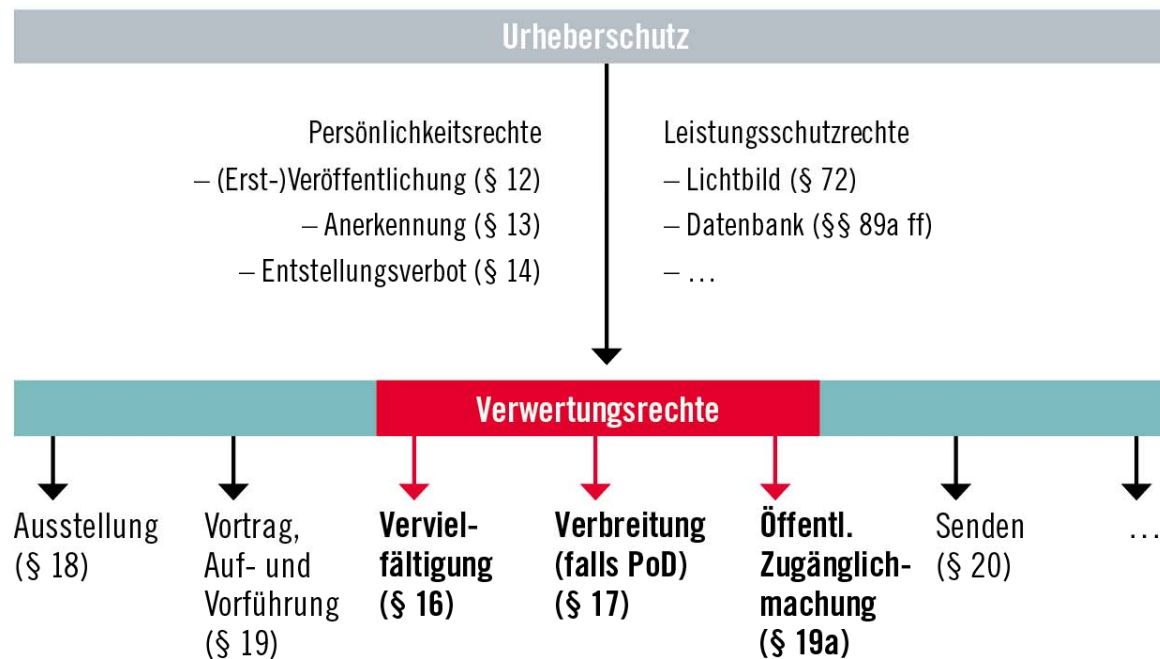 Urheberschutz
Persönlichkeitsrechte
– (Erst-)Veröffentlichung (§ 12)
– Anerkennung (§ 13)
– Entstellungsverbot (§ 14)
Leistungsschutzrechte
– Lichtbild (§ 72)
– Datenbank (§§ 89a ff)
– …
Verwertungsrechte
Ausstellung
(§ 18)
Vortrag,
Auf- und
Vorführung
(§ 19)
Verviel-
fältigung
(§ 16)
Verbreitung
(falls PoD)
(§ 17)
Öffentl.
Zugänglich-
machung
(§ 19a)
Senden
(§ 20)
…